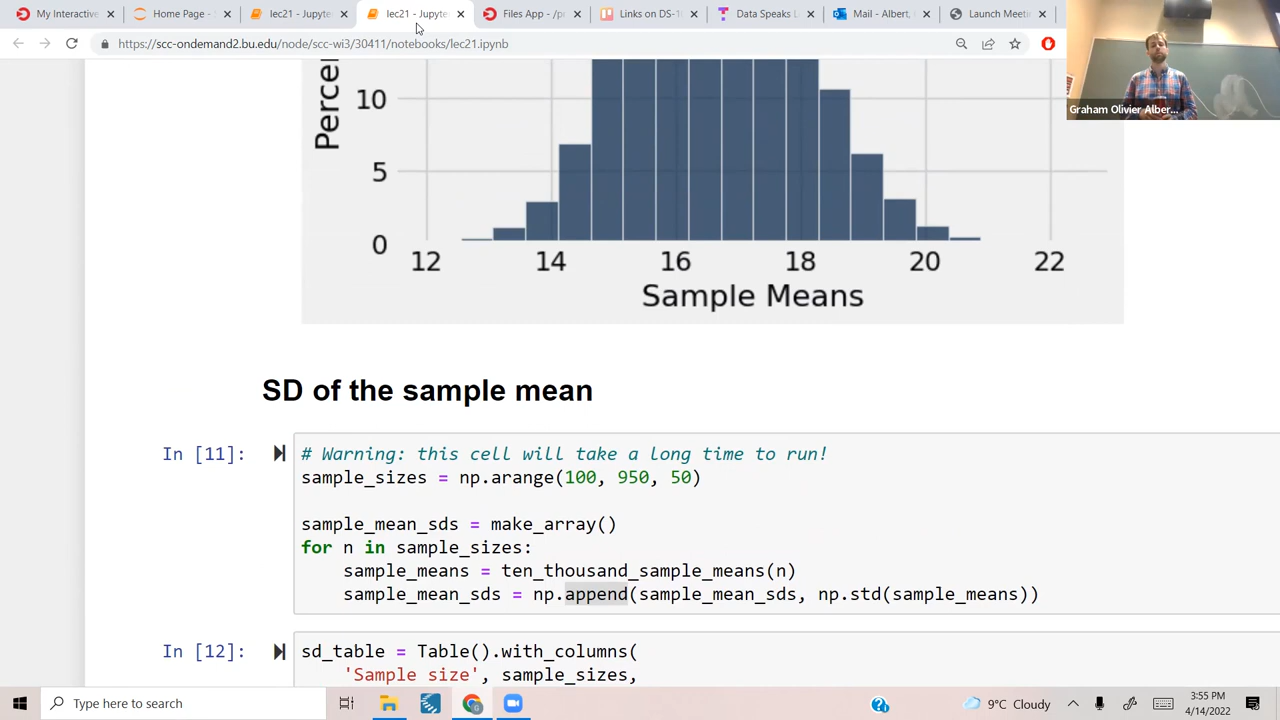 My Interactive
Home Page -
lec21 - Jupyte
lec21 - Jupyte
Files App - /p
Links on DS-1
Data Speaks L
Mail - Albert,
Launch Meeti
https://scc-ondemand2.bu.edu/node/scc-wi3/30411/notebooks/lec21.ipynb
Graham Olivier Alber...
Percen
10
5
0
12 14 16 18 20 22
Sample Means
SD of the sample mean
In [11]:
# Warning: this cell will take a long time to run!
sample_sizes = np.arange(100, 950, 50)
sample_mean_sds = make_array()
for n in sample_sizes:
sample_means = ten_thousand_sample_means(n)
sample_mean_sds = np.append(sample_mean_sds, np.std(sample_means))
In [12]:
sd_table = Table().with_columns(
'Sample size', sample_sizes,
Type here to search
9°C Cloudy
3:55 PM
4/14/2022